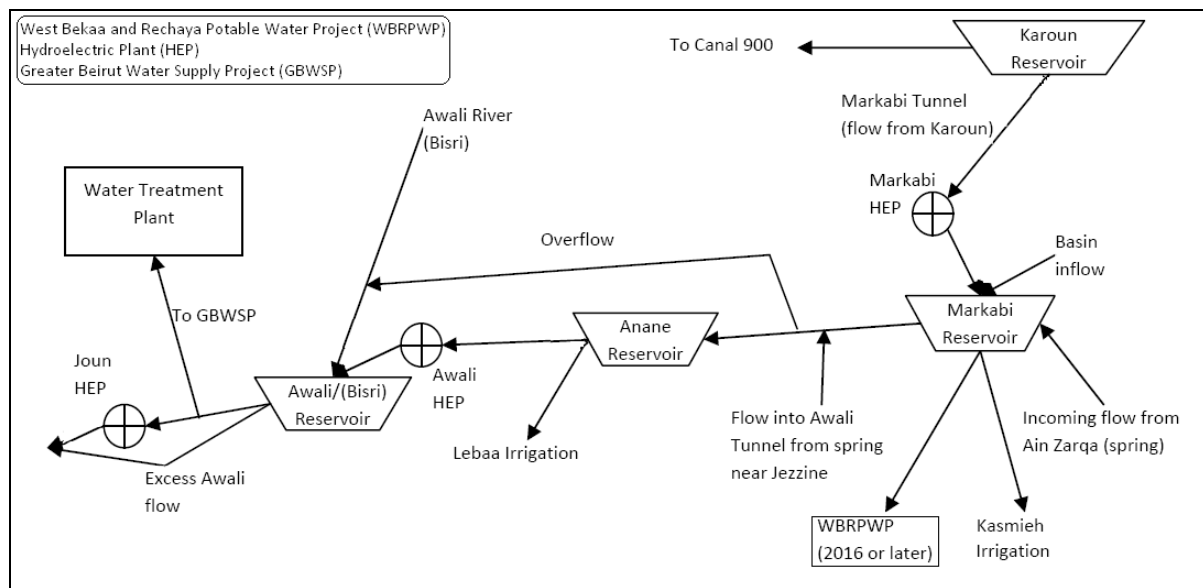 West Bekaa and Rechaya Potable Water Project (WBRPWP)
Hydroelectric Plant (HEP)
Greater Beirut Water Supply Project (GBWSP)
To Canal 900
Karoun
Reservoir
Markabi Tunnel
(flow from Karoun)
Awali River
(Bisri)
Water Treatment
Plant
Markabi
HEP
Overflow
Basin
inflow
To GBWSP
Anane
Reservoir
Markabi
Reservoir
Joun
HEP
Awali/(Bisri)
Reservoir
Awali
HEP
Lebaa Irrigation
Flow into Awali
Tunnel from spring
near Jezzine
Incoming flow from
Ain Zarqa (spring)
Excess Awali
flow
WBRPWP
(2016 or later)
Kasmieh
Irrigation